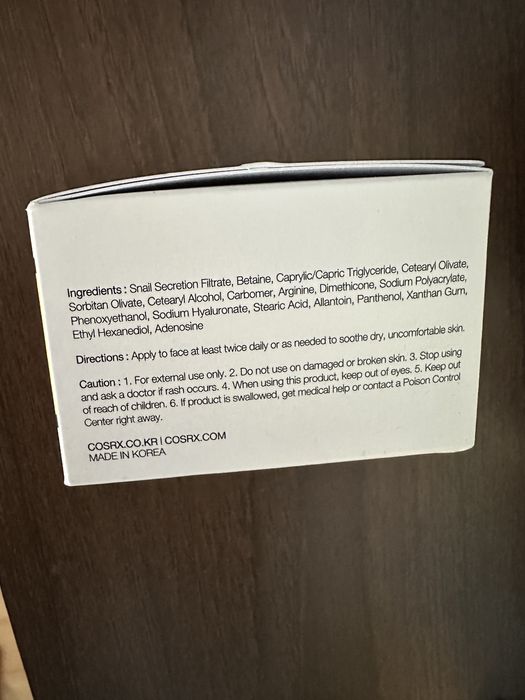 Ingredients : Snail Secretion Filtrate, Betaine, Caprylic/Capric Triglyceride, Cetearyl Olivate,
Sorbitan Olivate, Cetearyl Alcohol, Carbomer, Arginine, Dimethicone, Sodium Polyacrylate,
Phenoxyethanol, Sodium Hyaluronate, Stearic Acid, Allantoin, Panthenol, Xanthan Gum,
Ethyl Hexanediol, Adenosine
Directions : Apply to face at least twice daily or as needed to soothe dry, uncomfortable skin.
Caution : 1. For external use only. 2. Do not use on damaged or broken skin. 3. Stop using
and ask a doctor if rash occurs. 4. When using this product, keep out of eyes. 5. Keep out
of reach of children. 6. If product is swallowed, get medical help or contact a Poison Control
Center right away.
COSRX.CO.KR I COSRX.COM
MADE IN KOREA